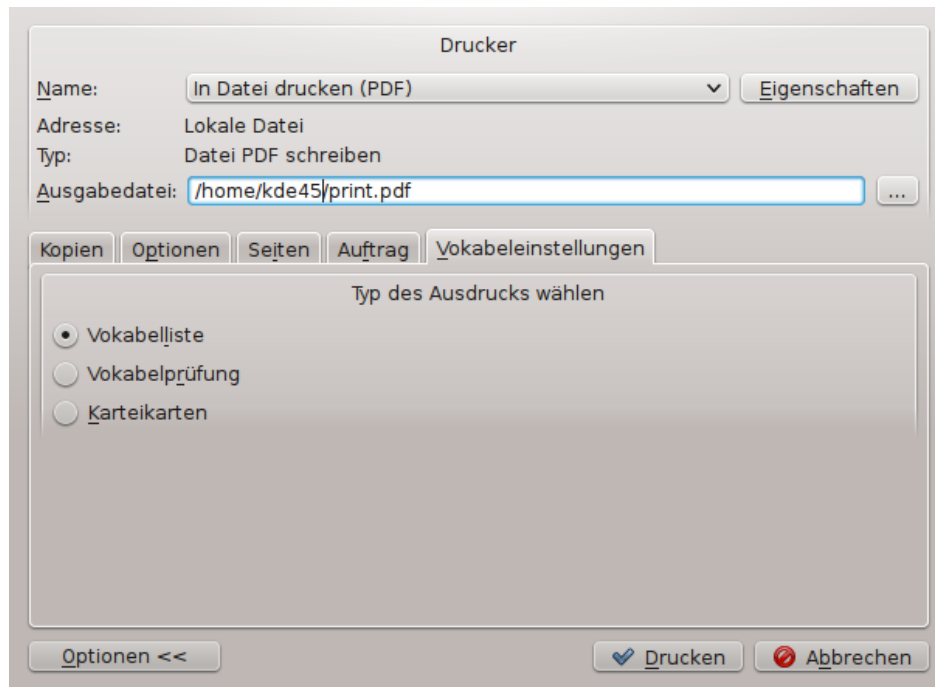 Drucker
Name: In Datei drucken (PDF) Eigenschaften
Adresse: Lokale Datei
Typ: Datei PDF schreiben
Ausgabedatei: /home/kde45/print.pdf ...
Kopien Optionen Seiten Auftrag Vokabeleinstellungen
Typ des Ausdrucks wählen
Vokabelliste
Vokabelprüfung
Karteikarten
Optionen << Drucken Abbrechen